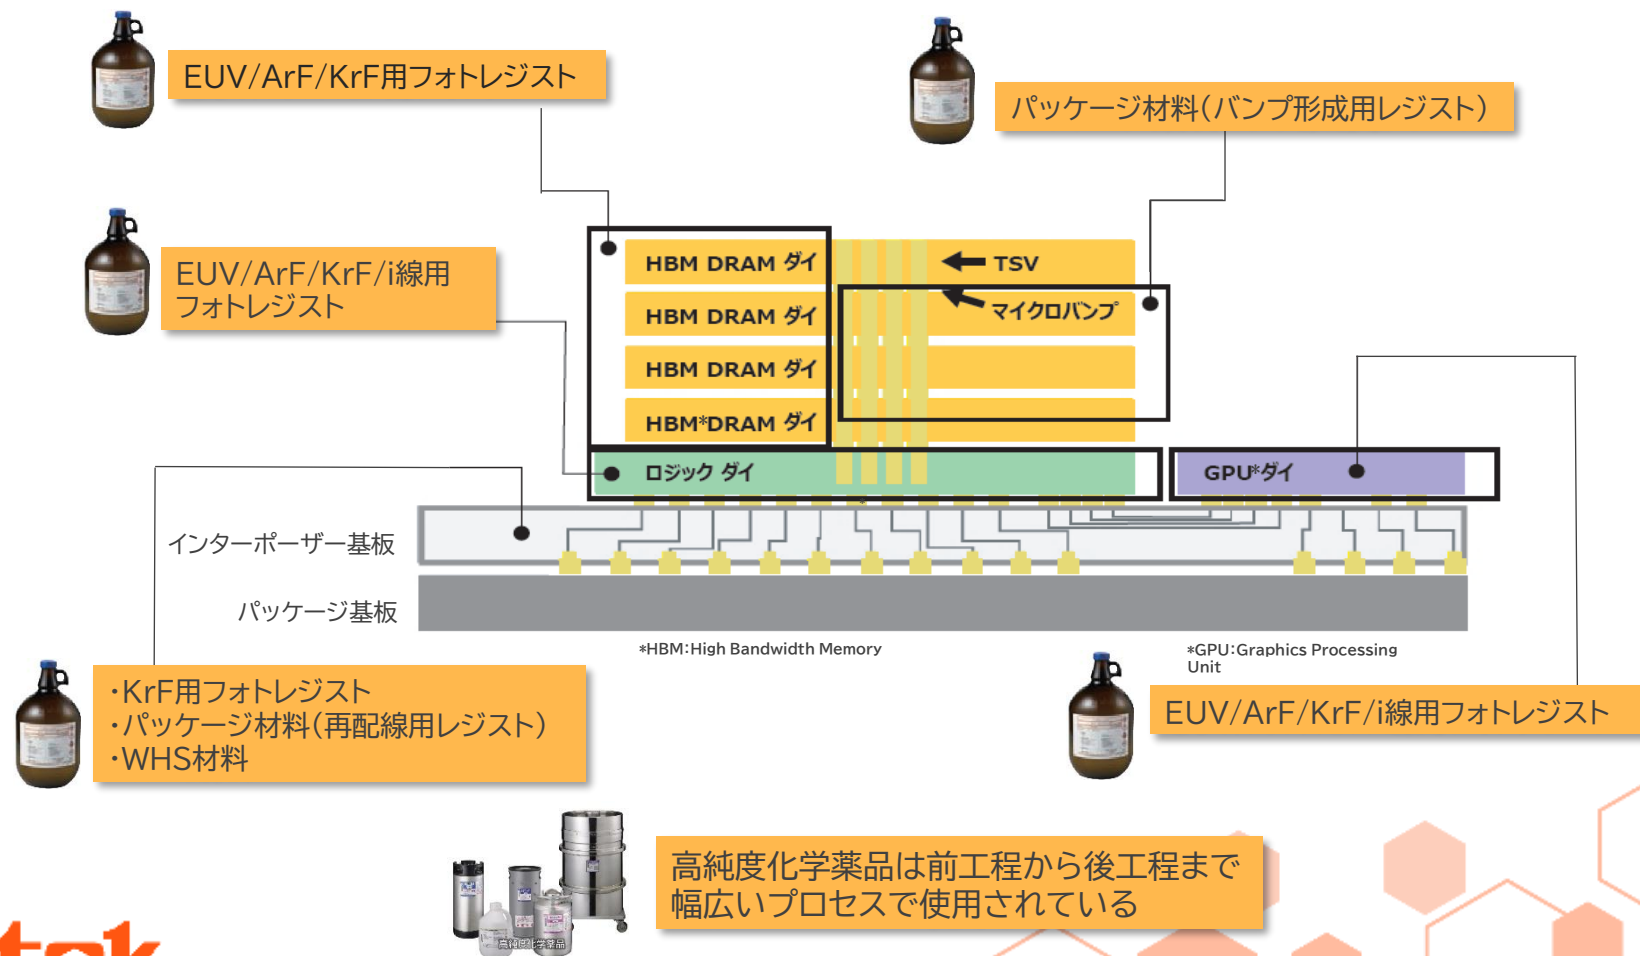 EUV/ArF/KrF用フォトレジスト
パッケージ材料(バンプ形成用レジスト)
EUV/ArF/KrF/i線用
フォトレジスト
HBM DRAM ダイ
TSV
HBM DRAM ダイ
マイクロバンプ
HBM DRAM ダイ
HBM*DRAM ダイ
ロジック ダイ
GPU*ダイ
インターポーザー基板
パッケージ基板
*HBM:High Bandwidth Memory
*GPU:Graphics Processing
Unit
・KrF用フォトレジスト
・パッケージ材料(再配線用レジスト)
・WHS材料
EUV/ArF/KrF/i線用フォトレジスト
高純度化学薬品は前工程から後工程まで
幅広いプロセスで使用されている
高純度化学薬品
tok